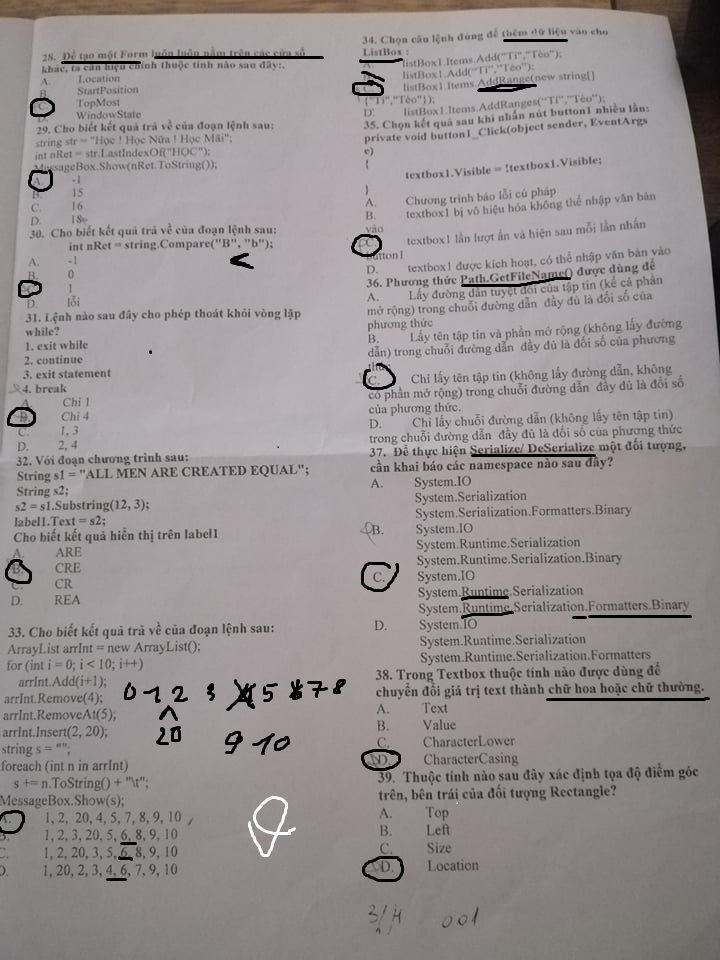 28. Để tạo một Form luôn luôn nằm trên các cửa sổ
khác, ta cần hiệu chỉnh thuộc tính nào sau đây:.
A. Location
B. StartPosition
C. TopMost
D. WindowState
29. Cho biết kết quả trả về của đoạn lệnh sau:
string str = "Học ! Học Nữa ! Học Mãi";
int nRet = str.LastIndexOf("HỌC");
MessageBox.Show(nRet.ToString());
A. -1
B. 15
C. 16
D. 18
30. Cho biết kết quả trả về của đoạn lệnh sau:
int nRet = string.Compare("B", "b");
A. -1
<
B. 0
C. 1
D. lỗi
31. Lệnh nào sau đây cho phép thoát khỏi vòng lặp
while?
1. exit while
2. continue
3. exit statement
4. break
A. Chỉ 1
B. Chỉ 4
C. 1, 3
D. 2, 4
32. Với đoạn chương trình sau:
String s1 = "ALL MEN ARE CREATED EQUAL";
String s2;
s2 = s1.Substring(12, 3);
label1.Text = s2;
Cho biết kết quả hiển thị trên label1
A. ARE
B. CRE
C. CR
D. REA
33. Cho biết kết quả trả về của đoạn lệnh sau:
ArrayList arrInt = new ArrayList();
for (int i = 0; i < 10; i++)
arrInt.Add(i+1);
arrInt.Remove(4); 0 1 2 3 4 5 6 7 8
arrInt.RemoveAt(5);
arrInt.Insert(2, 20); 20
string s = ""; 9 10
foreach (int n in arrInt)
s += n.ToString() + "\t";
MessageBox.Show(s);
A. 1, 2, 20, 4, 5, 7, 8, 9, 10
B. 1, 2, 3, 20, 5, 6, 8, 9, 10
C. 1, 2, 20, 3, 5, 6, 8, 9, 10
D. 1, 20, 2, 3, 4, 6, 7, 9, 10
34. Chọn câu lệnh đúng để thêm dữ liệu vào cho
ListBox :
A. listBox1.Items.Add("Tí","Tèo");
B. listBox1.Add("Tí","Tèo");
C. listBox1.Items.AddRange(new string[]
{"Tí","Tèo"});
D. listBox1.Items.AddRanges("Tí","Tèo");
35. Chọn kết quả sau khi nhấn nút button1 nhiều lần:
private void button1_Click(object sender, EventArgs
e)
{
textbox1.Visible = !textbox1.Visible;
}
A. Chương trình báo lỗi cú pháp
B. textbox1 bị vô hiệu hóa không thể nhập văn bản
vào
C. textbox1 lần lượt ẩn và hiện sau mỗi lần nhấn
button1
D. textbox1 được kích hoạt, có thể nhập văn bản vào
36. Phương thức Path.GetFileName() được dùng để
A. Lấy đường dẫn tuyệt đối của tập tin (kể cả phần
mở rộng) trong chuỗi đường dẫn đầy đủ là đối số của
phương thức
B. Lấy tên tập tin và phần mở rộng (không lấy đường
dẫn) trong chuỗi đường dẫn đầy đủ là đối số của phương
thức
C. Chỉ lấy tên tập tin (không lấy đường dẫn, không
có phần mở rộng) trong chuỗi đường dẫn đầy đủ là đối số
của phương thức.
D. Chỉ lấy chuỗi đường dẫn (không lấy tên tập tin)
trong chuỗi đường dẫn đầy đủ là đối số của phương thức
37. Để thực hiện Serialize/ DeSerialize một đối tượng,
cần khai báo các namespace nào sau đây?
A. System.IO
System.Serialization
System.Serialization.Formatters.Binary
B. System.IO
System.Runtime.Serialization
System.Runtime.Serialization.Binary
C. System.IO
System.Runtime.Serialization
System.Runtime.Serialization.Formatters.Binary
D. System.IO
System.Runtime.Serialization
System.Runtime.Serialization.Formatters
38. Trong Textbox thuộc tính nào được dùng để
chuyển đổi giá trị text thành chữ hoa hoặc chữ thường.
A. Text
B. Value
C. CharacterLower
D. CharacterCasing
39. Thuộc tính nào sau đây xác định tọa độ điểm góc
trên, bên trái của đối tượng Rectangle?
A. Top
B. Left
C. Size
D. Location
3/4 001